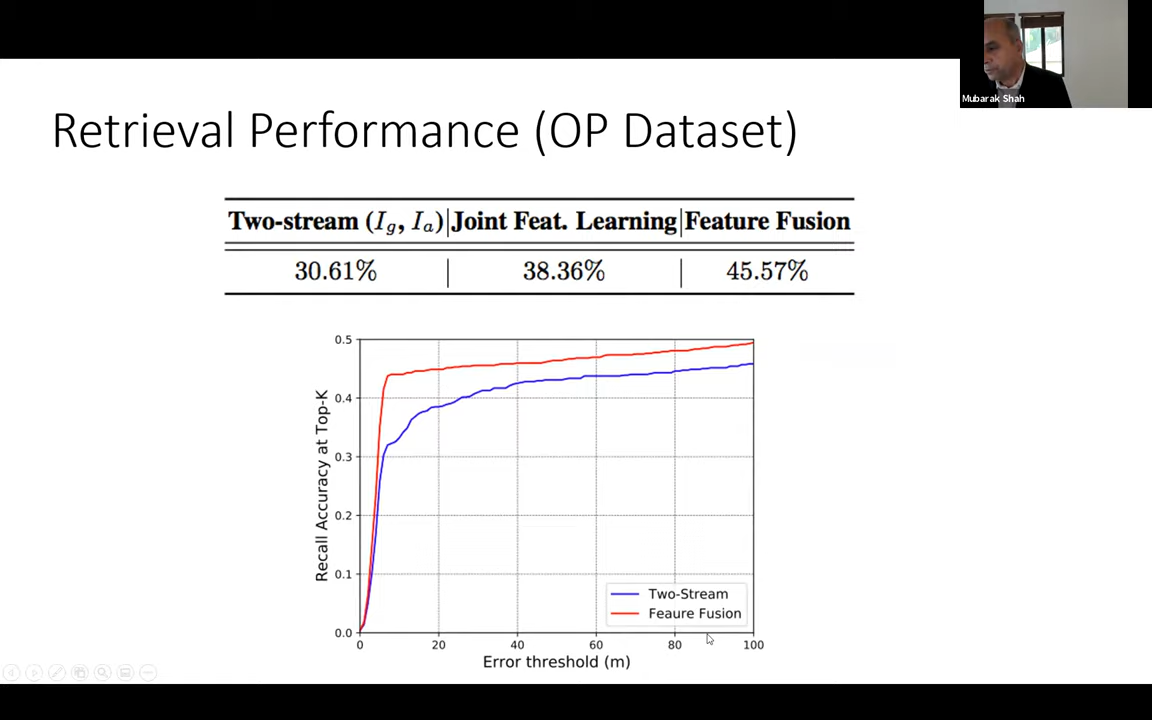 Mubarak Shah
Retrieval Performance (OP Dataset)
Two-stream (Ig, Ia) Joint Feat. Learning Feature Fusion
30.61% 38.36% 45.57%
0.5
0.4
0.3
0.2
0.1
0.0
Recall Accuracy at Top-K
Two-Stream
Feaure Fusion
0 20 40 60 80 100
Error threshold (m)